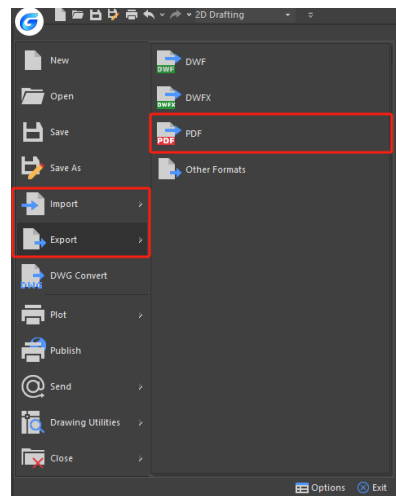 2D Drafting
New
Open
Save
Save As
Import
Export
DWG Convert
Plot
Publish
Send
Drawing Utilities
Close
DWF
DWF
DWFX
DWFX
PDF
PDF
Other Formats
DWG
Options
Exit